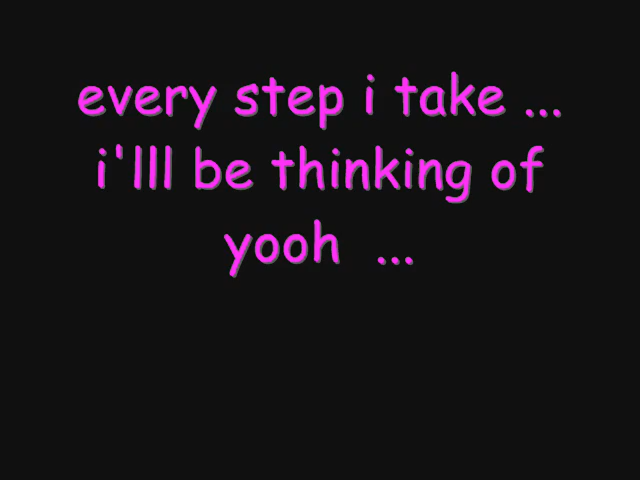 every step i take ...
i'lll be thinking of
yooh ...